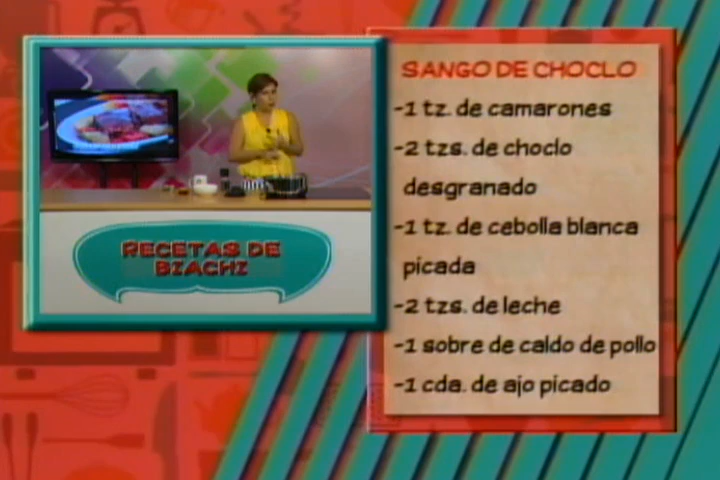 SANGO DE CHOCLO
-1 tz. de camarones
-2 tzs. de choclo
desgranado
-1 tz. de cebolla blanca
picada
-2 tzs. de leche
-1 sobre de caldo de pollo
-1 cda. de ajo picado
RECETAS DE
BIACHI